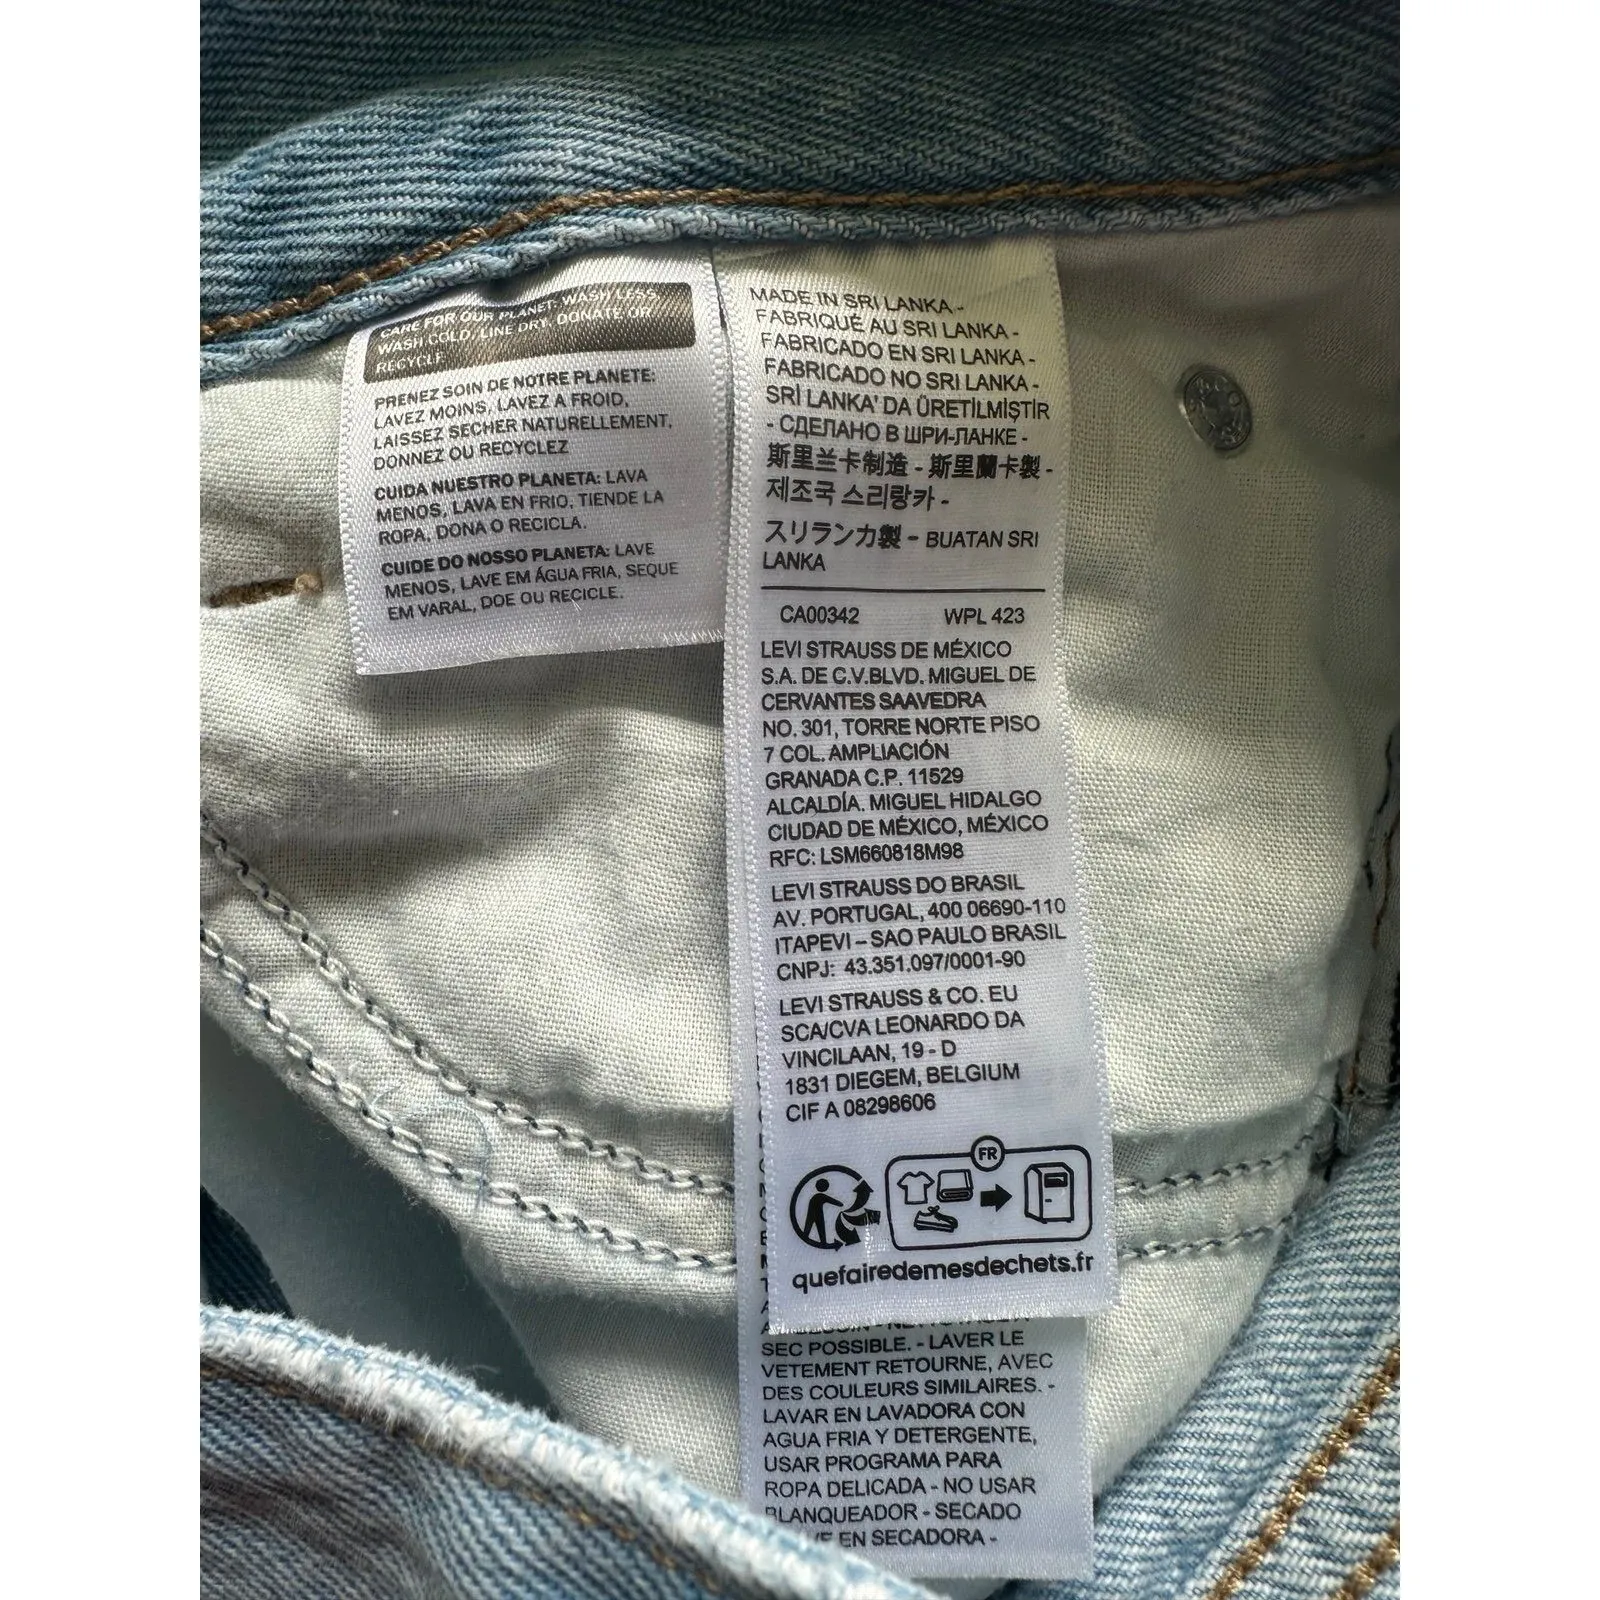 CARE FOR OUR PLANET: WASH LESS
WASH COLD, LINE DRY, DONATE OR
RECYCLE
PRENEZ SOIN DE NOTRE PLANETE:
LAVEZ MOINS, LAVEZ A FROID,
LAISSEZ SECHER NATURELLEMENT,
DONNEZ OU RECYCLEZ
CUIDA NUESTRO PLANETA: LAVA
MENOS, LAVA EN FRIO, TIENDE LA
ROPA, DONA O RECICLA.
CUIDE DO NOSSO PLANETA: LAVE
MENOS, LAVE EM ÁGUA FRIA, SEQUE
EM VARAL, DOE OU RECICLE.
MADE IN SRI LANKA -
FABRIQUÉ AU SRI LANKA -
FABRICADO EN SRI LANKA -
FABRICADO NO SRI LANKA -
SRİ LANKA' DA ÜRETİLMİŞTİR
- СДЕЛАНО В ШРИ-ЛАНКЕ -
斯里兰卡制造 - 斯里蘭卡製 -
제조국 스리랑카 -
スリランカ製 - BUATAN SRI
LANKA
CA00342 WPL 423
LEVI STRAUSS DE MÉXICO
S.A. DE C.V.BLVD. MIGUEL DE
CERVANTES SAAVEDRA
NO. 301, TORRE NORTE PISO
7 COL. AMPLIACIÓN
GRANADA C.P. 11529
ALCALDÍA. MIGUEL HIDALGO
CIUDAD DE MÉXICO, MÉXICO
RFC: LSM660818M98
LEVI STRAUSS DO BRASIL
AV. PORTUGAL, 400 06690-110
ITAPEVI – SAO PAULO BRASIL
CNPJ: 43.351.097/0001-90
LEVI STRAUSS & CO. EU
SCA/CVA LEONARDO DA
VINCILAAN, 19 - D
1831 DIEGEM, BELGIUM
CIF A 08298606
FR
quefairedemesdechets.fr
SEC POSSIBLE. - LAVER LE
VETEMENT RETOURNE, AVEC
DES COULEURS SIMILAIRES. -
LAVAR EN LAVADORA CON
AGUA FRIA Y DETERGENTE,
USAR PROGRAMA PARA
ROPA DELICADA - NO USAR
BLANQUEADOR - SECADO
EN SECADORA -